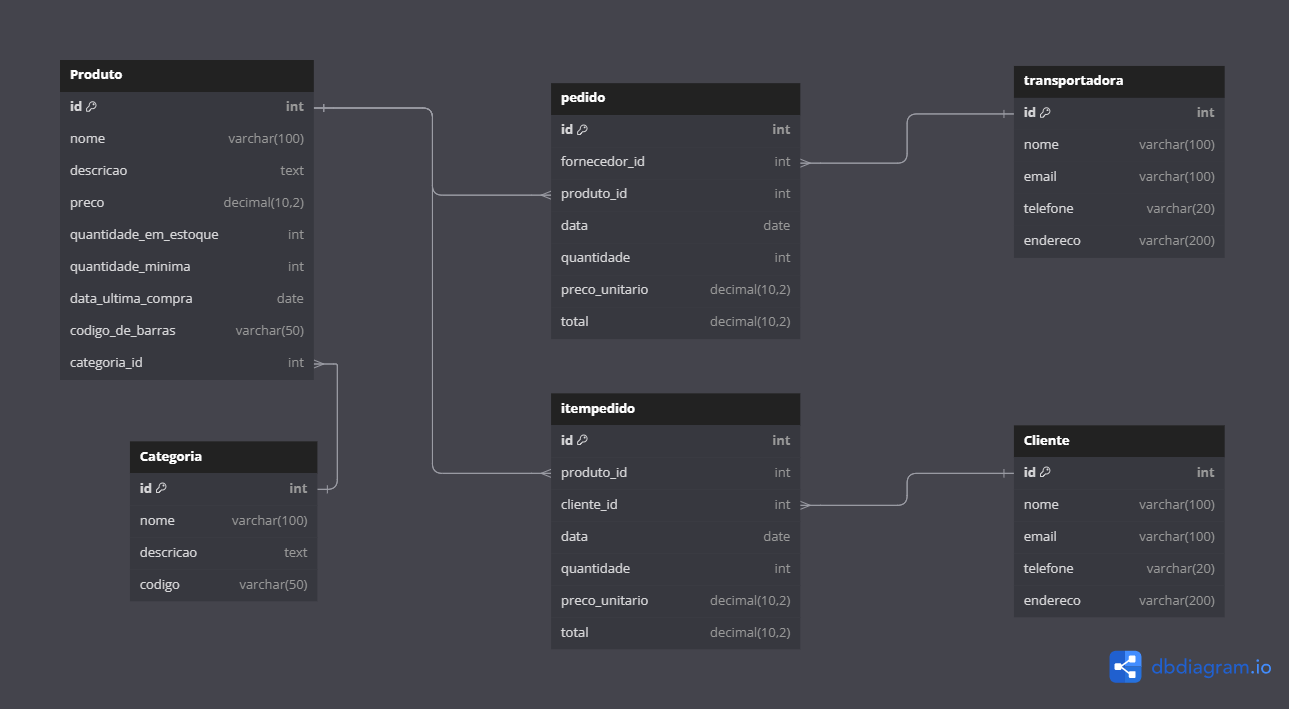 Produto
id int
nome varchar(100)
descricao text
preco decimal(10,2)
quantidade_em_estoque int
quantidade_minima int
data_ultima_compra date
codigo_de_barras varchar(50)
categoria_id int
Categoria
id int
nome varchar(100)
descricao text
codigo varchar(50)
pedido
id int
fornecedor_id int
produto_id int
data date
quantidade int
preco_unitario decimal(10,2)
total decimal(10,2)
itempedido
id int
produto_id int
cliente_id int
data date
quantidade int
preco_unitario decimal(10,2)
total decimal(10,2)
transportadora
id int
nome varchar(100)
email varchar(100)
telefone varchar(20)
endereco varchar(200)
Cliente
id int
nome varchar(100)
email varchar(100)
telefone varchar(20)
endereco varchar(200)
dbdiagram.io